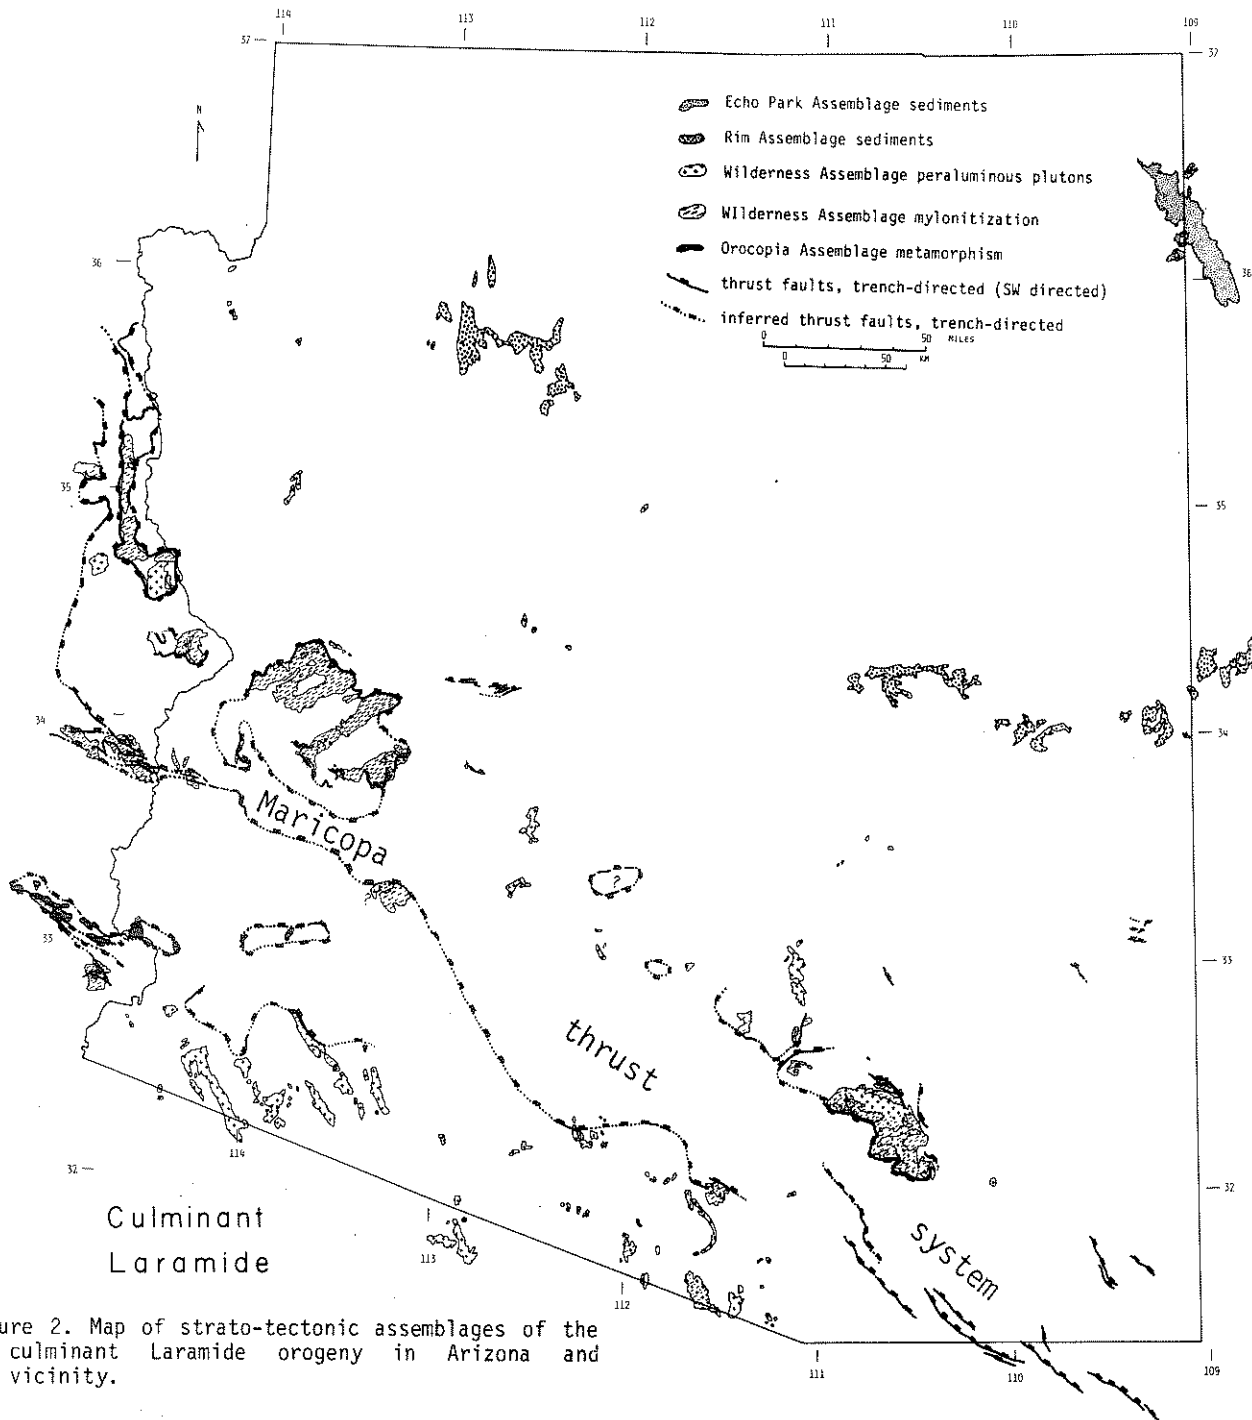 114
113
112
111
110
109
37
37
N
Echo Park Assemblage sediments
Rim Assemblage sediments
Wilderness Assemblage peraluminous plutons
WIlderness Assemblage mylonitization
Orocopia Assemblage metamorphism
thrust faults, trench-directed (SW directed)
inferred thrust faults, trench-directed
0 50 MILES
0 50 KM
36
36
35
35
34
34
Maricopa
?
33
33
thrust
114
32
32
Culminant
Laramide
113
112
system
111
110
109
ure 2. Map of strato-tectonic assemblages of the
culminant Laramide orogeny in Arizona and
vicinity.